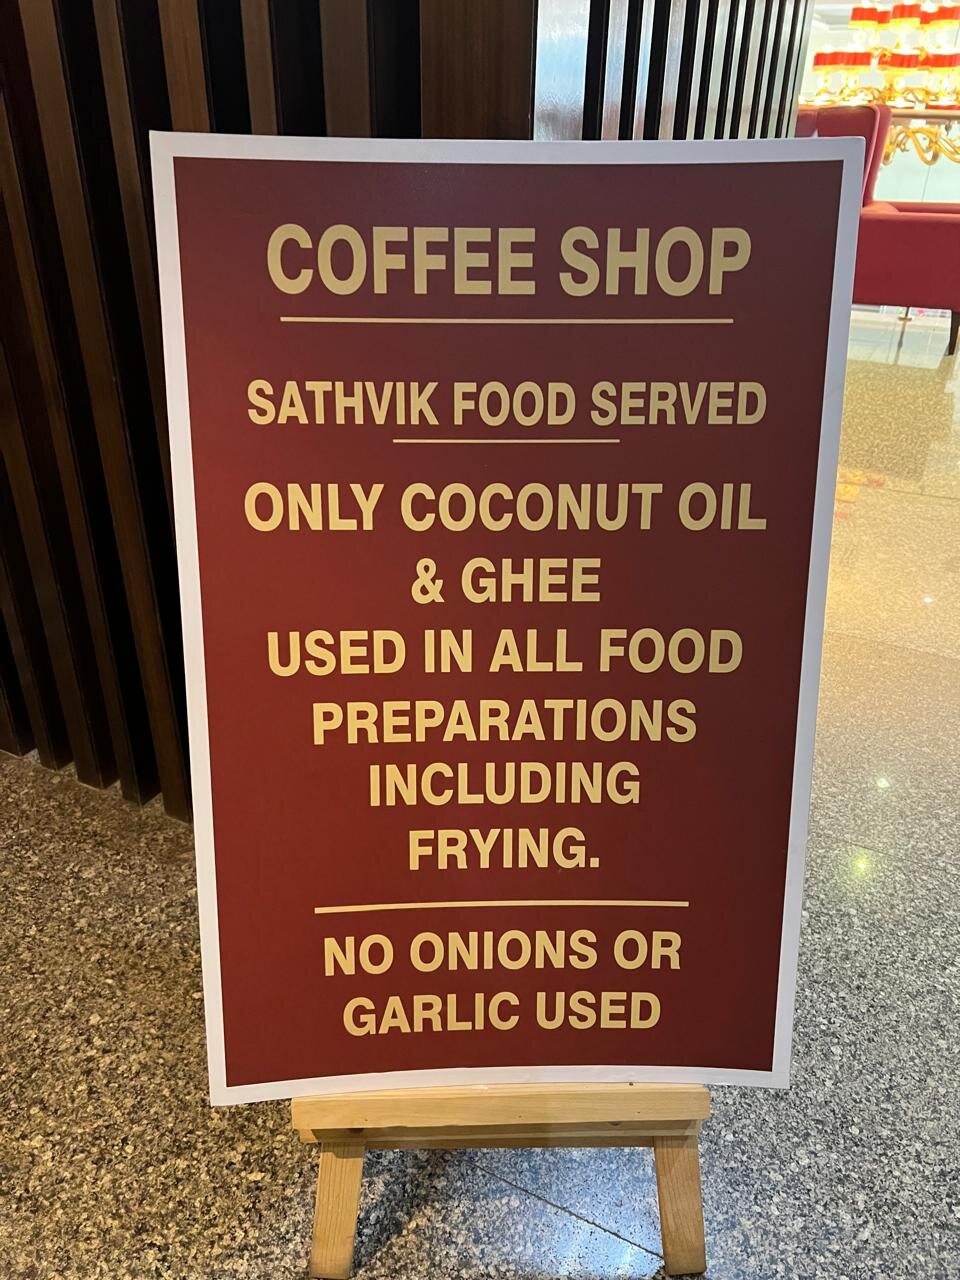 COFFEE SHOP
SATHVIK FOOD SERVED
ONLY COCONUT OIL
& GHEE
USED IN ALL FOOD
PREPARATIONS
INCLUDING
FRYING.
NO ONIONS OR
GARLIC USED